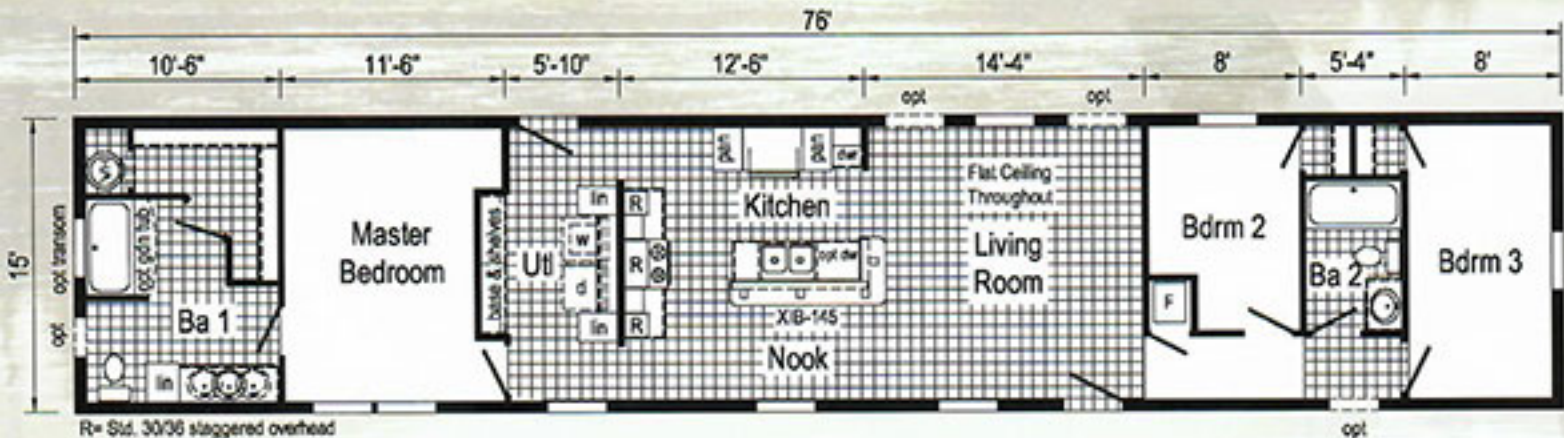 76'
10'-6" 11'-6" 5'-10" 12'-6" 14'-4" 8' 5'-4" 8'
opt opt
15'
S
pan pan dw
Flat Ceiling
Throughout
lin R
Kitchen
opt transom
opt gdn tub
Master
Bedroom
base & shelves
Utl
W
R
opt dw
Living
Room
Bdrm 2
Ba 2
Bdrm 3
d
F
opt
Ba 1
lin R
XIB-145
Nook
lin
R= Std. 30/36 staggered overhead
opt